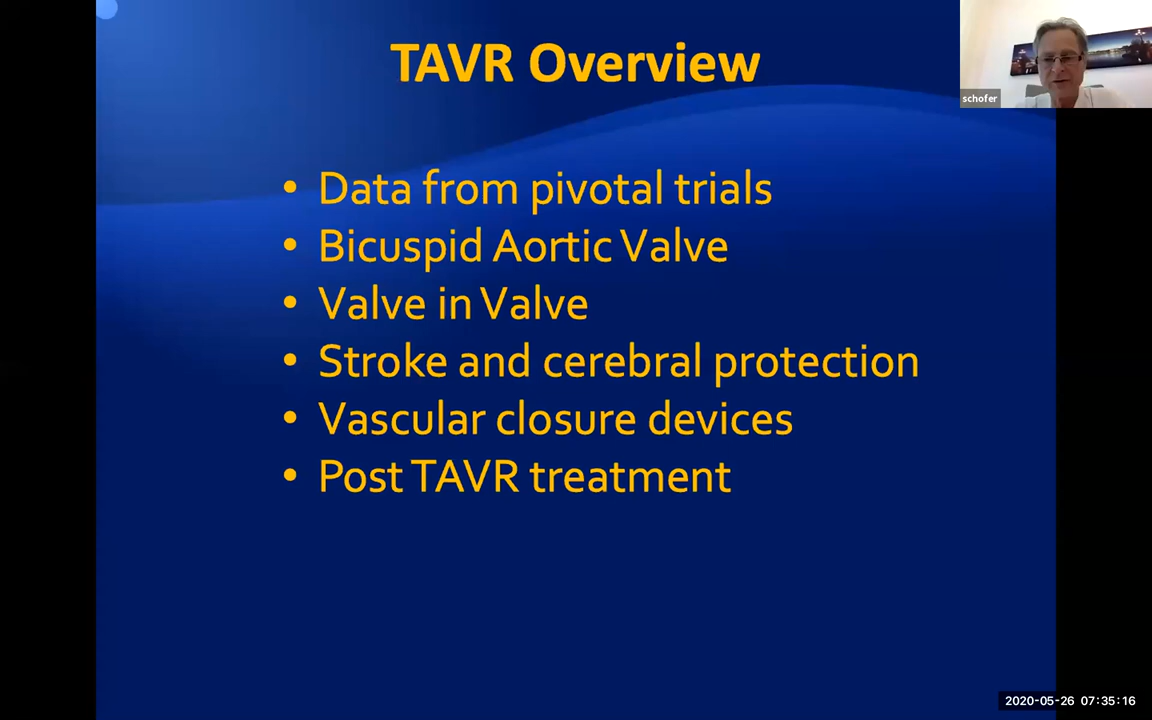 TAVR Overview
schofer
• Data from pivotal trials
• Bicuspid Aortic Valve
• Valve in Valve
• Stroke and cerebral protection
• Vascular closure devices
• Post TAVR treatment
2020-05-26 07:35:16